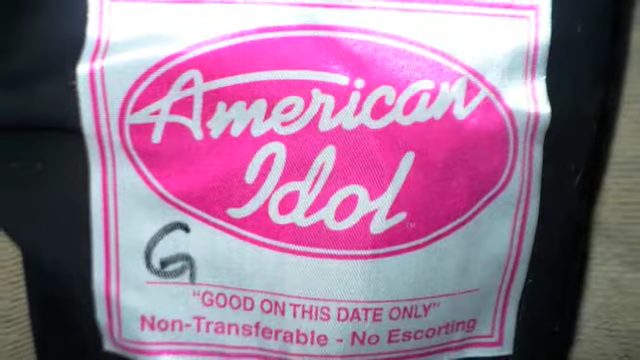 American
Idol
G
"GOOD ON THIS DATE ONLY"
Non-Transferable - No Escorting